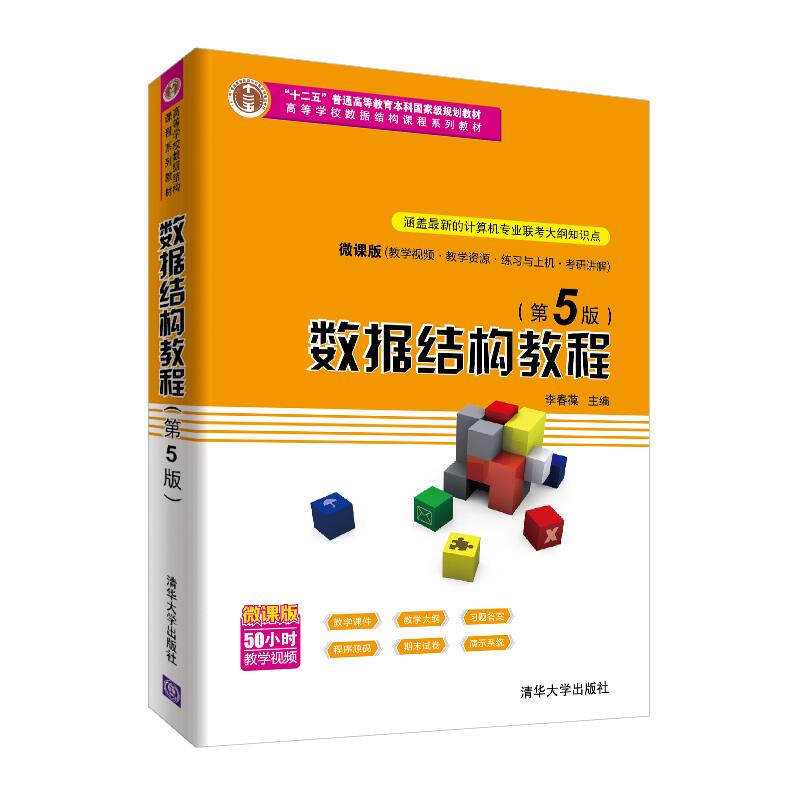 “十二五”普通高等教育本科国家级规划教材
高等学校数据结构课程系列教材
十二五
涵盖最新的计算机专业联考大纲知识点
微课版(教学视频·教学资源·练习与上机·考研讲解)
(第5版)
数据结构教程
李春葆 主编
微课版
50小时
教学视频
教学课件
教学大纲
习题答案
程序源码
期末试卷
演示系统
清华大学出版社
高等学校数据结构
课程系列教材
数据结构教程(第5版)
清华大学出版社